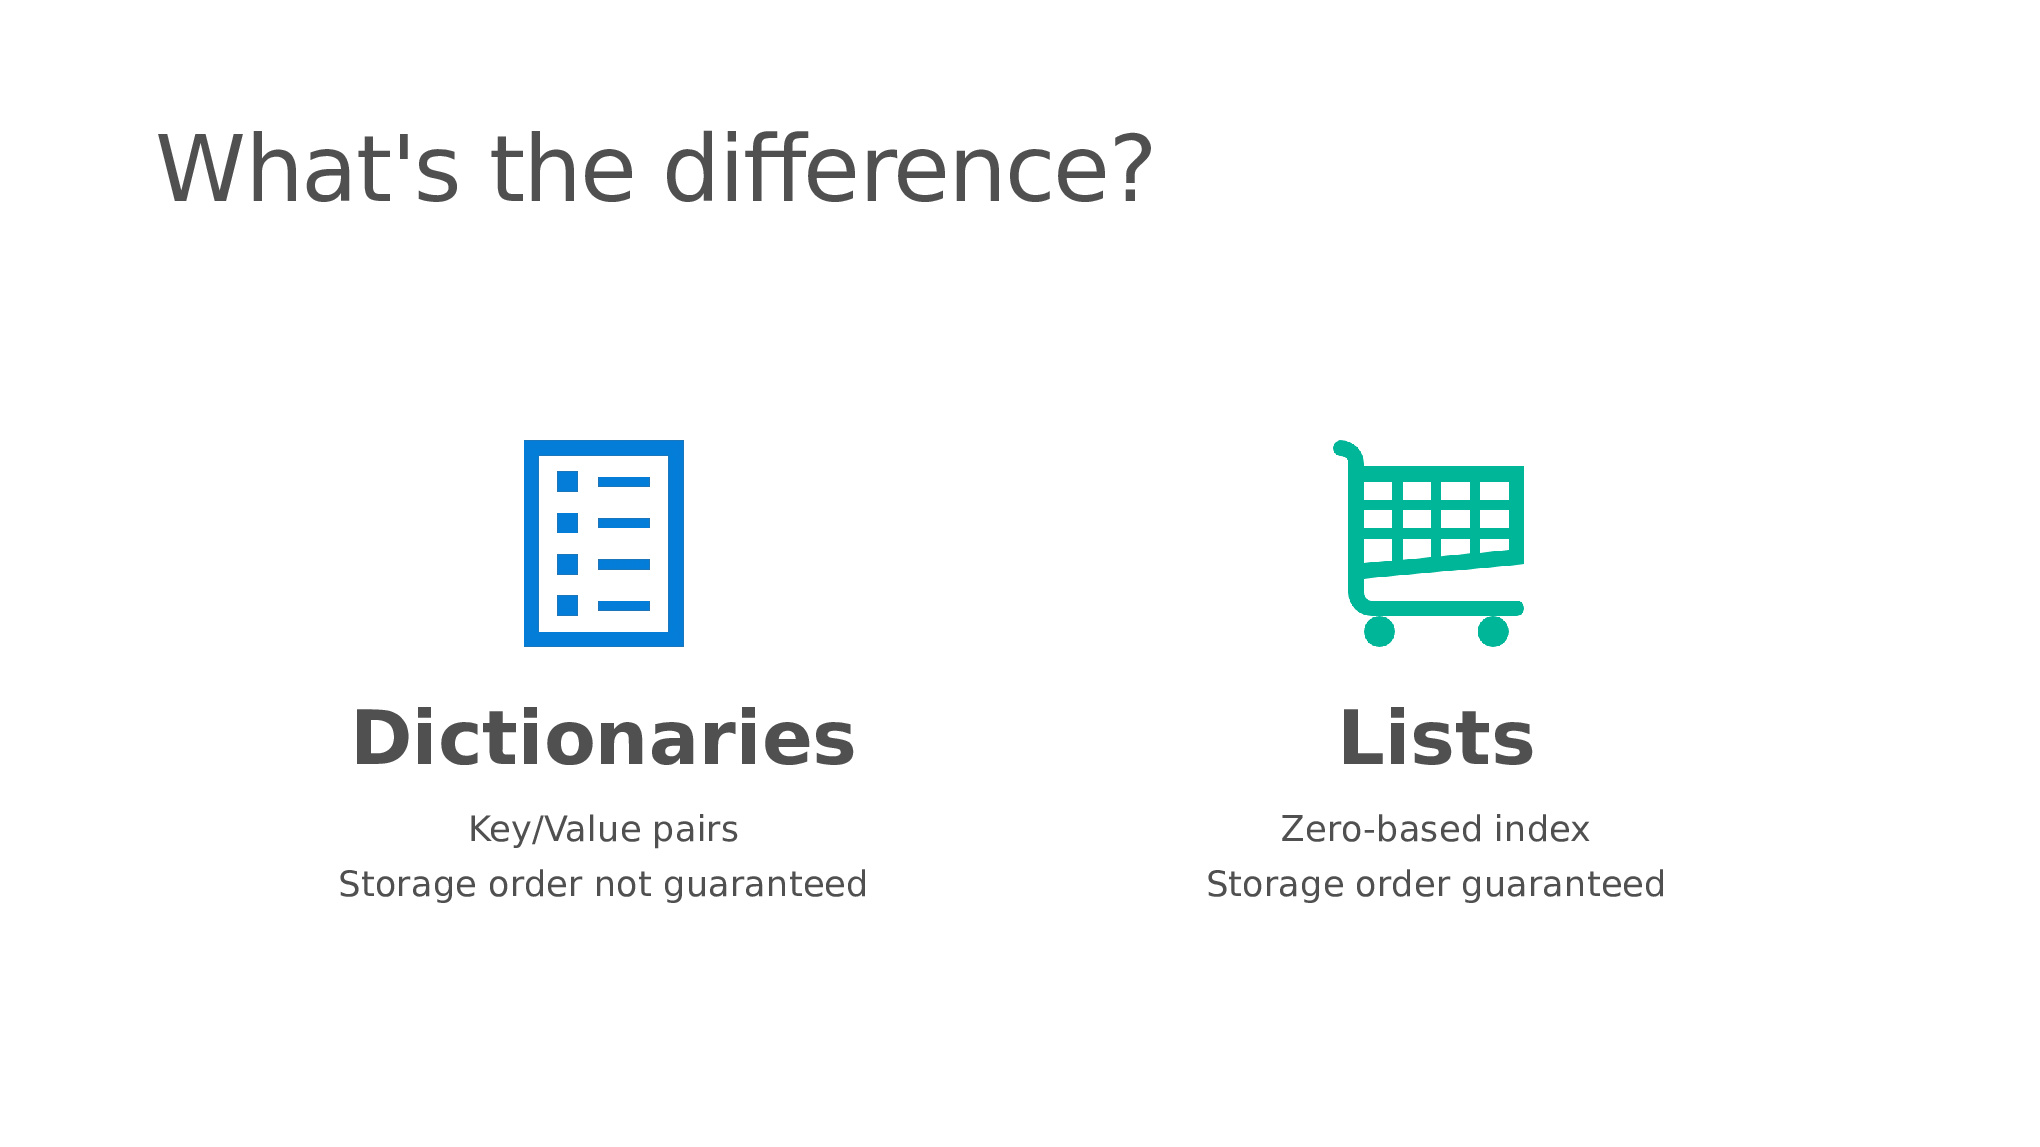 What's the difference?
Dictionaries
Key/Value pairs
Storage order not guaranteed
Lists
Zero-based index
Storage order guaranteed